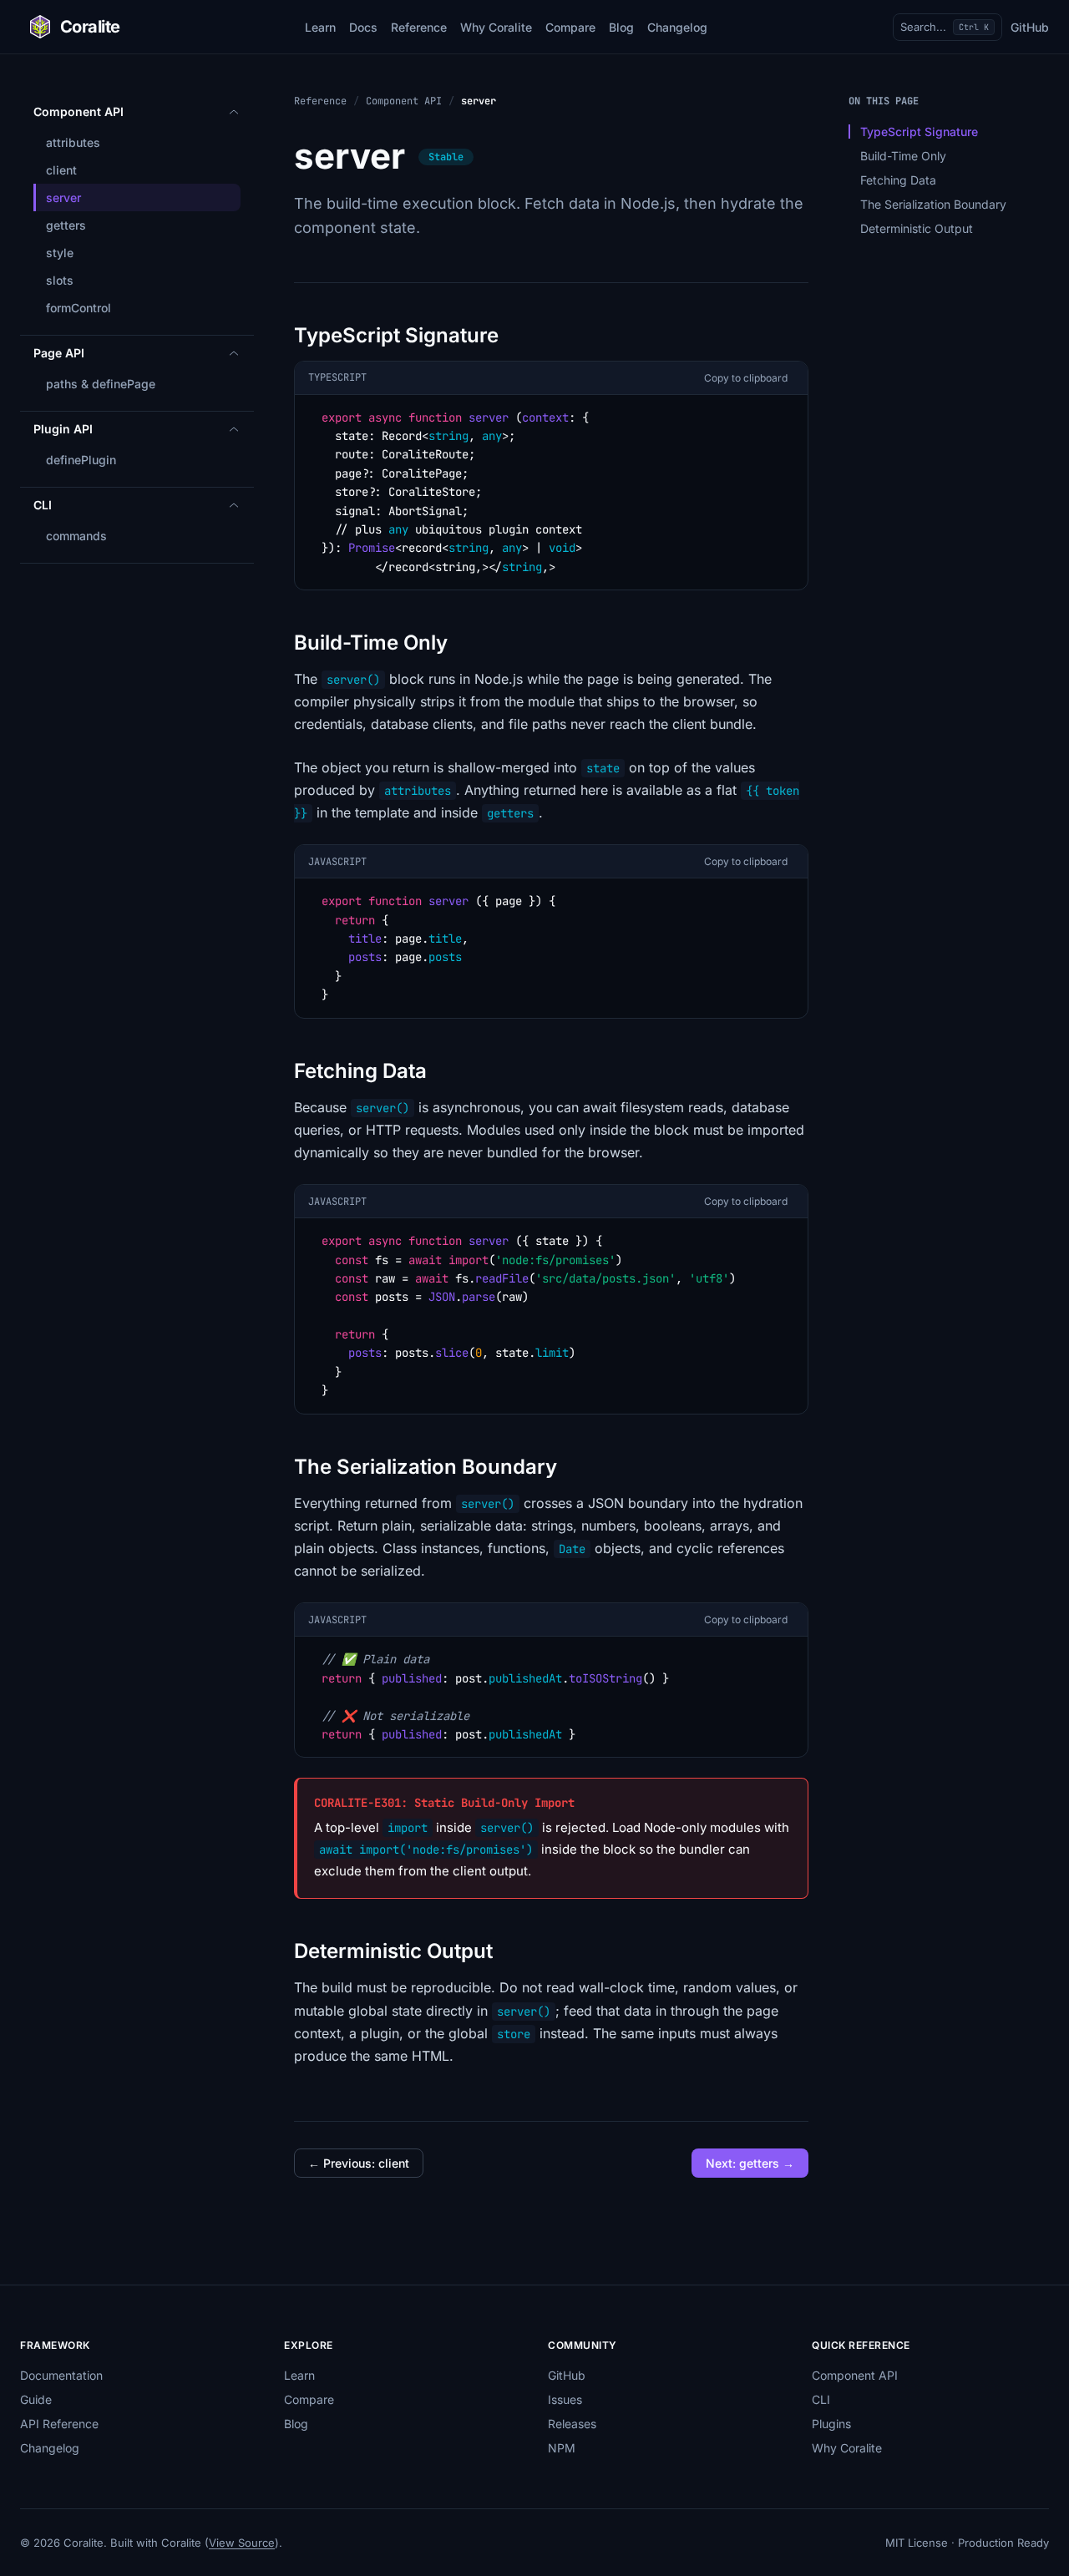 Coralite
Learn Docs Reference Why Coralite Compare Blog Changelog
Search... Ctrl K GitHub
Component API
attributes
client
server
getters
style
slots
formControl
Page API
paths & definePage
Plugin API
definePlugin
CLI
commands
Reference / Component API / server
server Stable
The build-time execution block. Fetch data in Node.js, then hydrate the
component state.
TypeScript Signature
TYPESCRIPT Copy to clipboard
export async function server (context: {
state: Record<string, any>;
route: CoraliteRoute;
page?: CoralitePage;
store?: CoraliteStore;
signal: AbortSignal;
// plus any ubiquitous plugin context
}): Promise<record<string, any> | void>
</record<string,></string,>
Build-Time Only
The server() block runs in Node.js while the page is being generated. The
compiler physically strips it from the module that ships to the browser, so
credentials, database clients, and file paths never reach the client bundle.
The object you return is shallow-merged into state on top of the values
produced by attributes. Anything returned here is available as a flat {{ token
}} in the template and inside getters.
JAVASCRIPT Copy to clipboard
export function server ({ page }) {
return {
title: page.title,
posts: page.posts
}
}
Fetching Data
Because server() is asynchronous, you can await filesystem reads, database
queries, or HTTP requests. Modules used only inside the block must be imported
dynamically so they are never bundled for the browser.
JAVASCRIPT Copy to clipboard
export async function server ({ state }) {
const fs = await import('node:fs/promises')
const raw = await fs.readFile('src/data/posts.json', 'utf8')
const posts = JSON.parse(raw)
return {
posts: posts.slice(0, state.limit)
}
}
The Serialization Boundary
Everything returned from server() crosses a JSON boundary into the hydration
script. Return plain, serializable data: strings, numbers, booleans, arrays, and
plain objects. Class instances, functions, Date objects, and cyclic references
cannot be serialized.
JAVASCRIPT Copy to clipboard
// ✅ Plain data
return { published: post.publishedAt.toISOString() }
// ❌ Not serializable
return { published: post.publishedAt }
CORALITE-E301: Static Build-Only Import
A top-level import inside server() is rejected. Load Node-only modules with
await import('node:fs/promises') inside the block so the bundler can
exclude them from the client output.
Deterministic Output
The build must be reproducible. Do not read wall-clock time, random values, or
mutable global state directly in server(); feed that data in through the page
context, a plugin, or the global store instead. The same inputs must always
produce the same HTML.
← Previous: client Next: getters →
ON THIS PAGE
TypeScript Signature
Build-Time Only
Fetching Data
The Serialization Boundary
Deterministic Output
FRAMEWORK
Documentation
Guide
API Reference
Changelog
EXPLORE
Learn
Compare
Blog
COMMUNITY
GitHub
Issues
Releases
NPM
QUICK REFERENCE
Component API
CLI
Plugins
Why Coralite
© 2026 Coralite. Built with Coralite (View Source).
MIT License · Production Ready